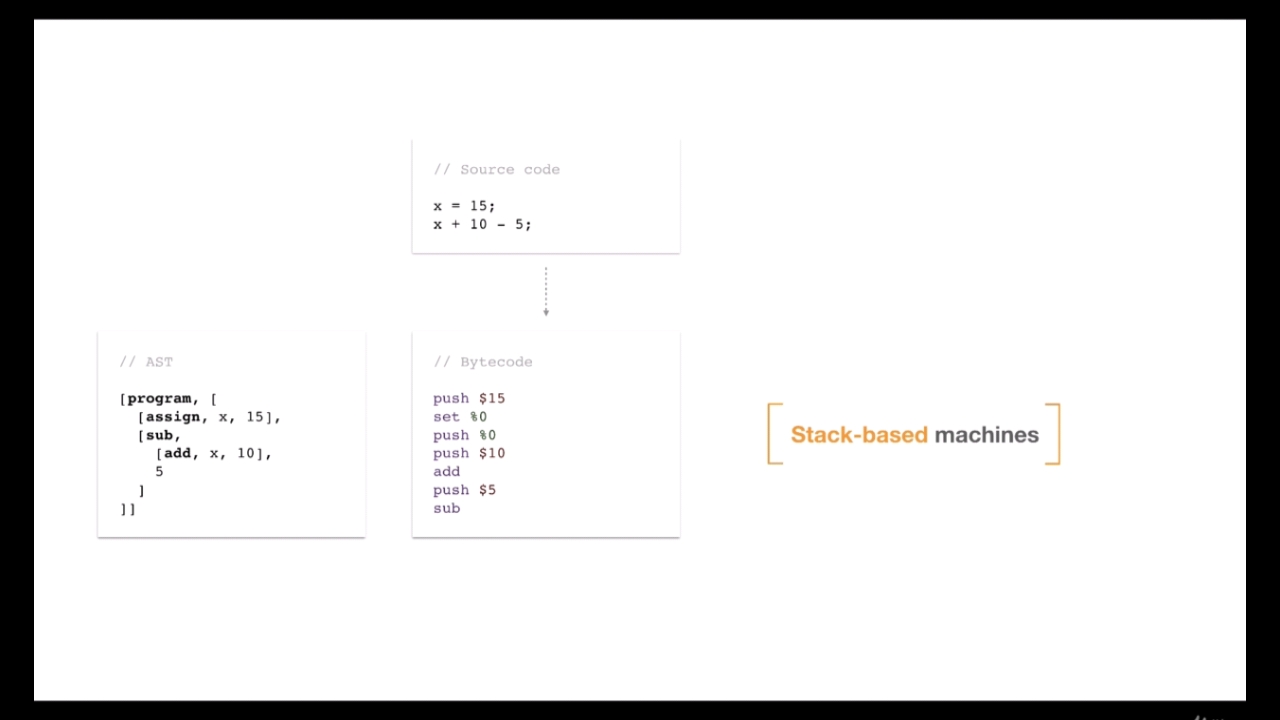 // Source code
x = 15;
x + 10 - 5;
// AST
[program, [
  [assign, x, 15],
  [sub,
    [add, x, 10],
    5
  ]
]]
// Bytecode
push $15
set %0
push %0
push $10
add
push $5
sub
Stack-based machines